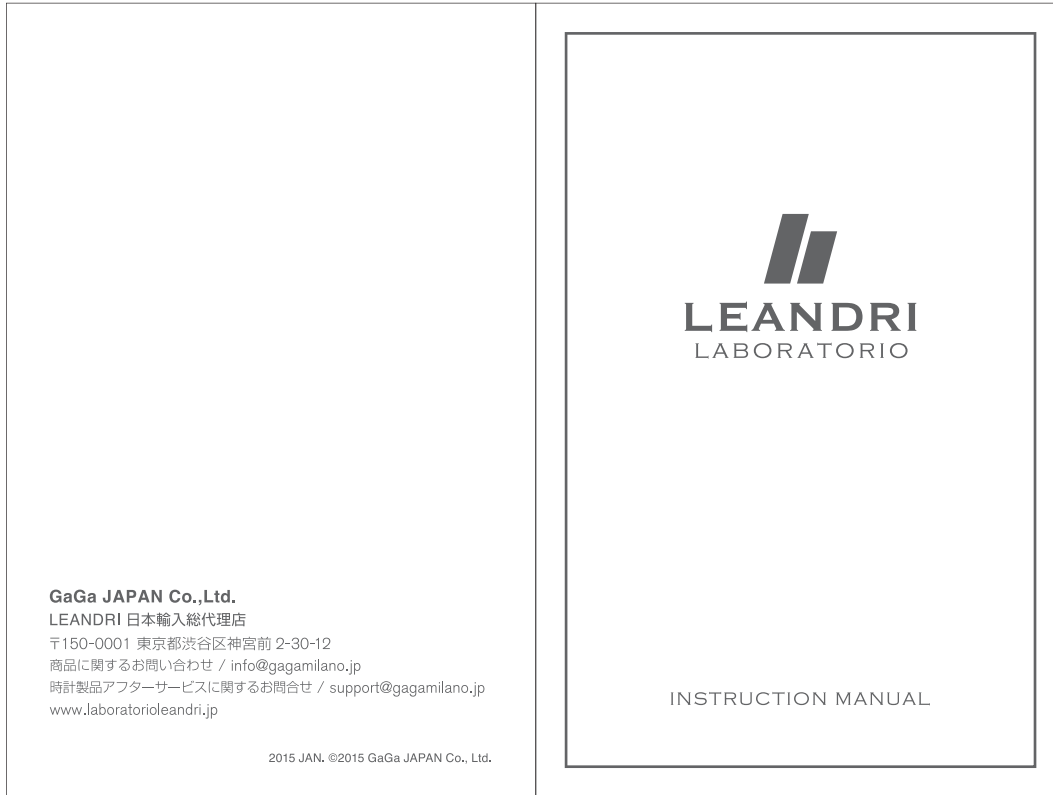 GaGa JAPAN Co.,Ltd.
LEANDRI 日本輸入総代理店
〒150-0001 東京都渋谷区神宮前 2-30-12
商品に関するお問い合わせ / info@gagamilano.jp
時計製品アフターサービスに関するお問合せ / support@gagamilano.jp
www.laboratorioleandri.jp
2015 JAN. ©2015 GaGa JAPAN Co., Ltd.
LEANDRI
LABORATORIO
INSTRUCTION MANUAL